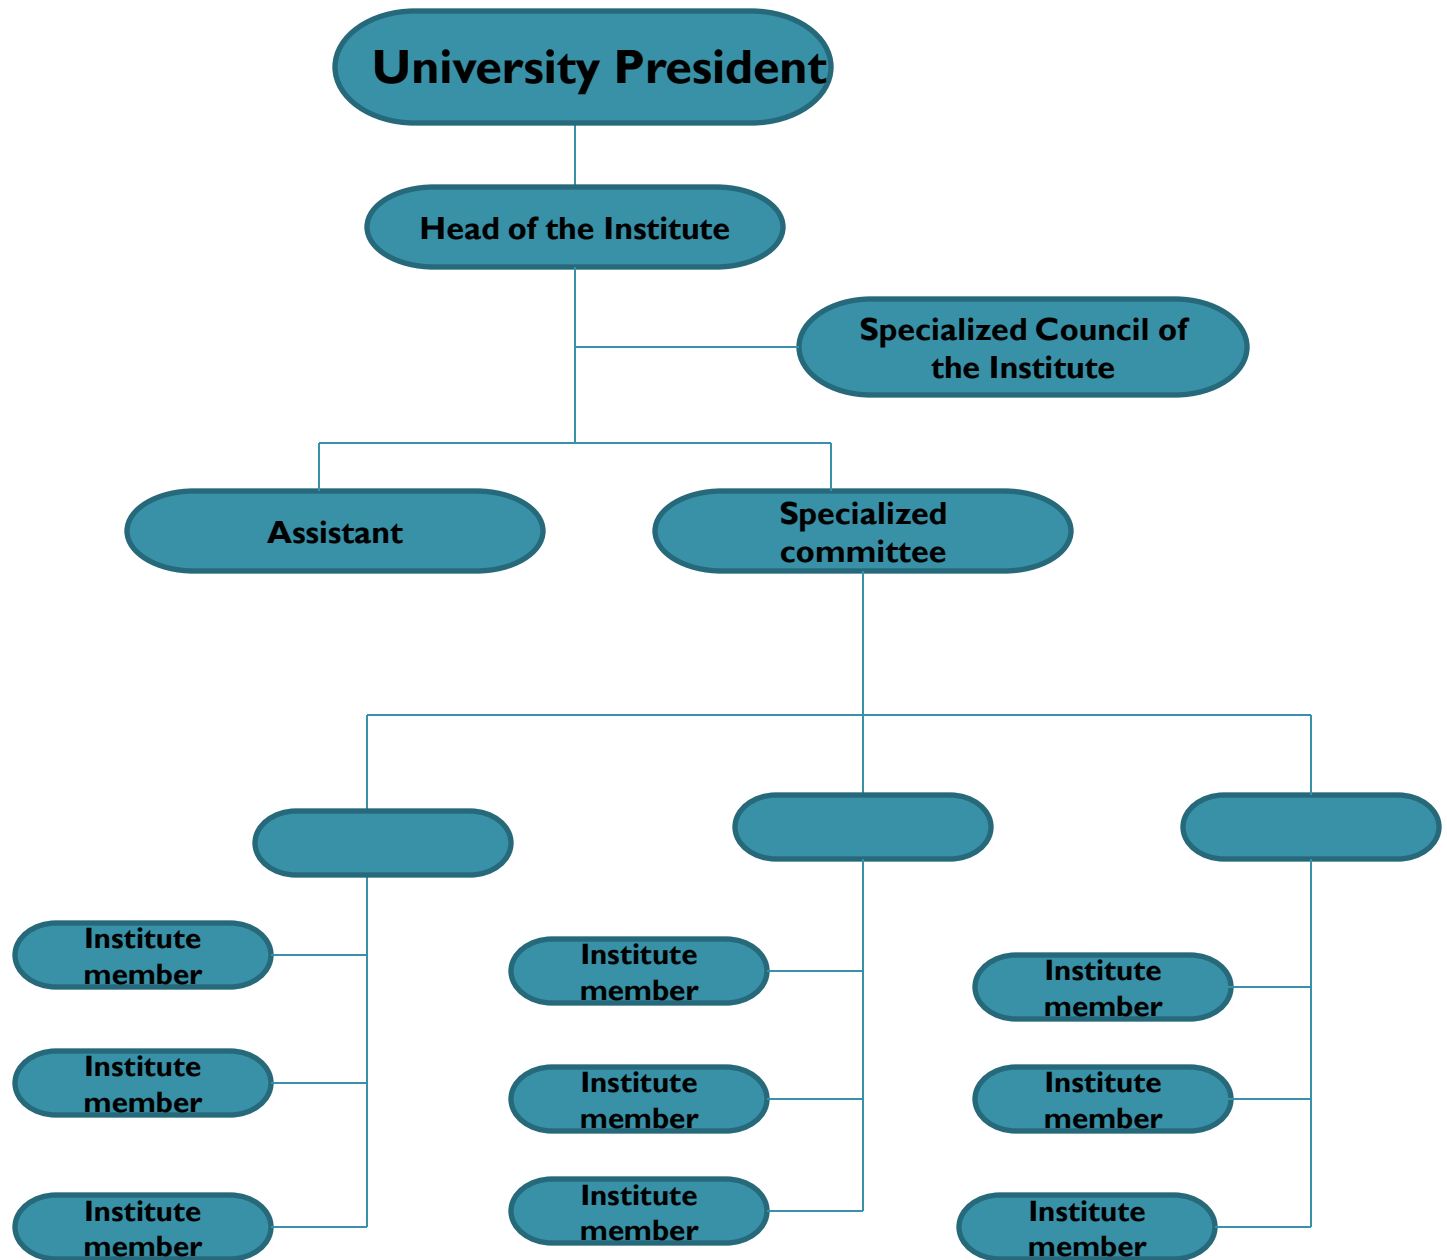 University President
Head of the Institute
Specialized Council of
the Institute
Assistant
Specialized
committee
Institute
member
Institute
member
Institute
member
Institute
member
Institute
member
Institute
member
Institute
member
Institute
member
Institute
member